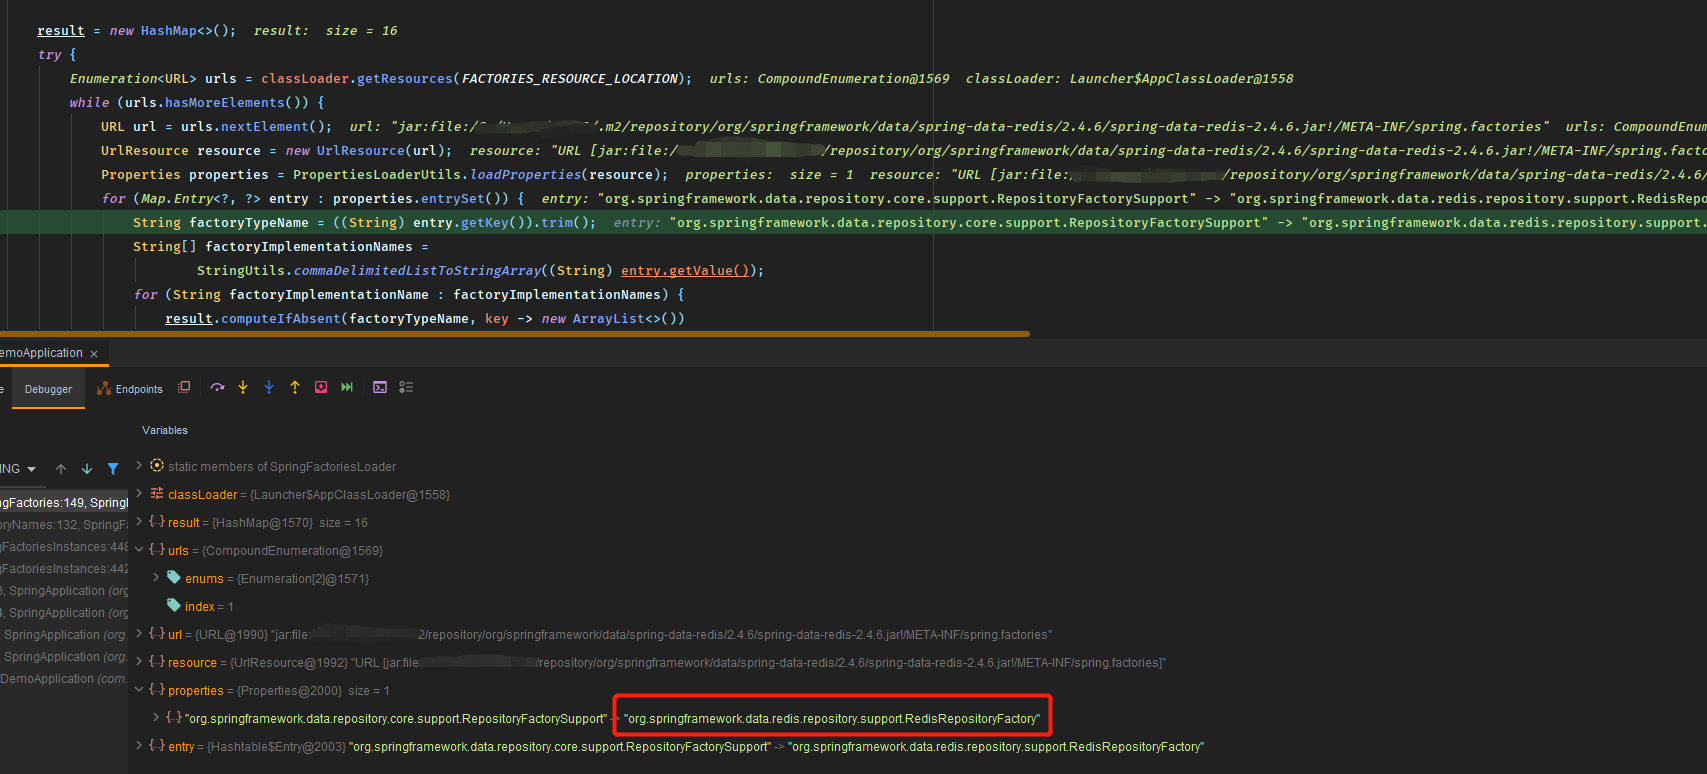 result = new HashMap<>();  result:  size = 16
try {
Enumeration<URL> urls = classLoader.getResources(FACTORIES_RESOURCE_LOCATION);  urls: CompoundEnumeration@1569  classLoader: Launcher$AppClassLoader@1558
while (urls.hasMoreElements()) {
URL url = urls.nextElement();  url: "jar:file:/ /.m2/repository/org/springframework/data/spring-data-redis/2.4.6/spring-data-redis-2.4.6.jar!/META-INF/spring.factories"  urls: CompoundEnum
UrlResource resource = new UrlResource(url);  resource: "URL [jar:file:/ /repository/org/springframework/data/spring-data-redis/2.4.6/spring-data-redis-2.4.6.jar!/META-INF/spring.facto
Properties properties = PropertiesLoaderUtils.loadProperties(resource);  properties:  size = 1  resource: "URL [jar:file: /repository/org/springframework/data/spring-data-redis/2.4.6/
for (Map.Entry<?, ?> entry : properties.entrySet()) {  entry: "org.springframework.data.repository.core.support.RepositoryFactorySupport" -> "org.springframework.data.redis.repository.support.RedisRepo
String factoryTypeName = ((String) entry.getKey()).trim();  entry: "org.springframework.data.repository.core.support.RepositoryFactorySupport" -> "org.springframework.data.redis.repository.support.
String[] factoryImplementationNames =
StringUtils.commaDelimitedListToStringArray((String) entry.getValue());
for (String factoryImplementationName : factoryImplementationNames) {
result.computeIfAbsent(factoryTypeName, key -> new ArrayList<>())
emoApplication ×
e Debugger Endpoints
Variables
NG
static members of SpringFactoriesLoader
classLoader = {Launcher$AppClassLoader@1558}
gFactories:149, Springl
result = {HashMap@1570}  size = 16
oryNames:132, SpringFa
urls = {CompoundEnumeration@1569}
gFactoriesInstances:448
enums = {Enumeration[2]@1571}
gFactoriesInstances:442
3, SpringApplication (org
index = 1
4, SpringApplication (org.
url = {URL@1990} "jar:file: 2/repository/org/springframework/data/spring-data-redis/2.4.6/spring-data-redis-2.4.6.jar!/META-INF/spring.factories"
, SpringApplication (org.
resource = {UrlResource@1992} "URL [jar:file /repository/org/springframework/data/spring-data-redis/2.4.6/spring-data-redis-2.4.6.jar!/META-INF/spring.factories]"
, SpringApplication (org.
DemoApplication (com.
properties = {Properties@2000}  size = 1
"org.springframework.data.repository.core.support.RepositoryFactorySupport" -> "org.springframework.data.redis.repository.support.RedisRepositoryFactory"
entry = {Hashtable$Entry@2003} "org.springframework.data.repository.core.support.RepositoryFactorySupport" -> "org.springframework.data.redis.repository.support.RedisRepositoryFactory"